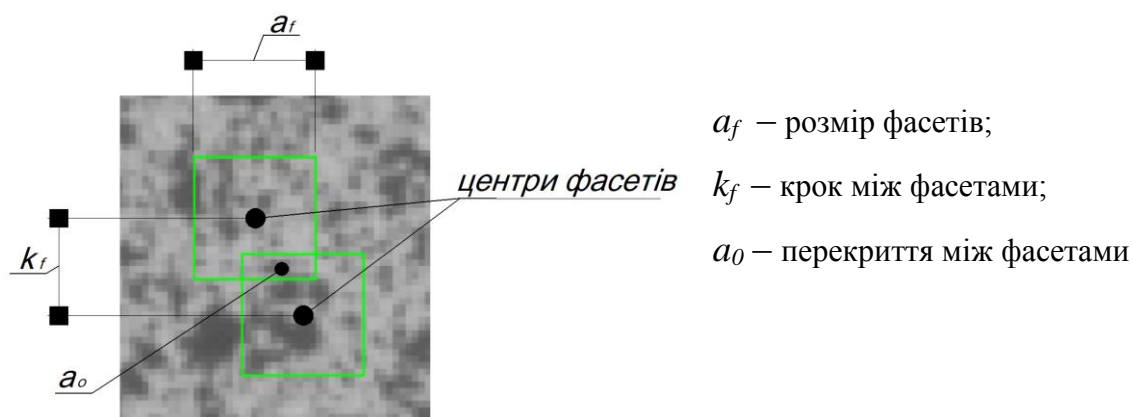 a_f
центри фасетів
k_f
a_o
a_f – розмір фасетів;
k_f – крок між фасетами;
a_0 – перекриття між фасетами